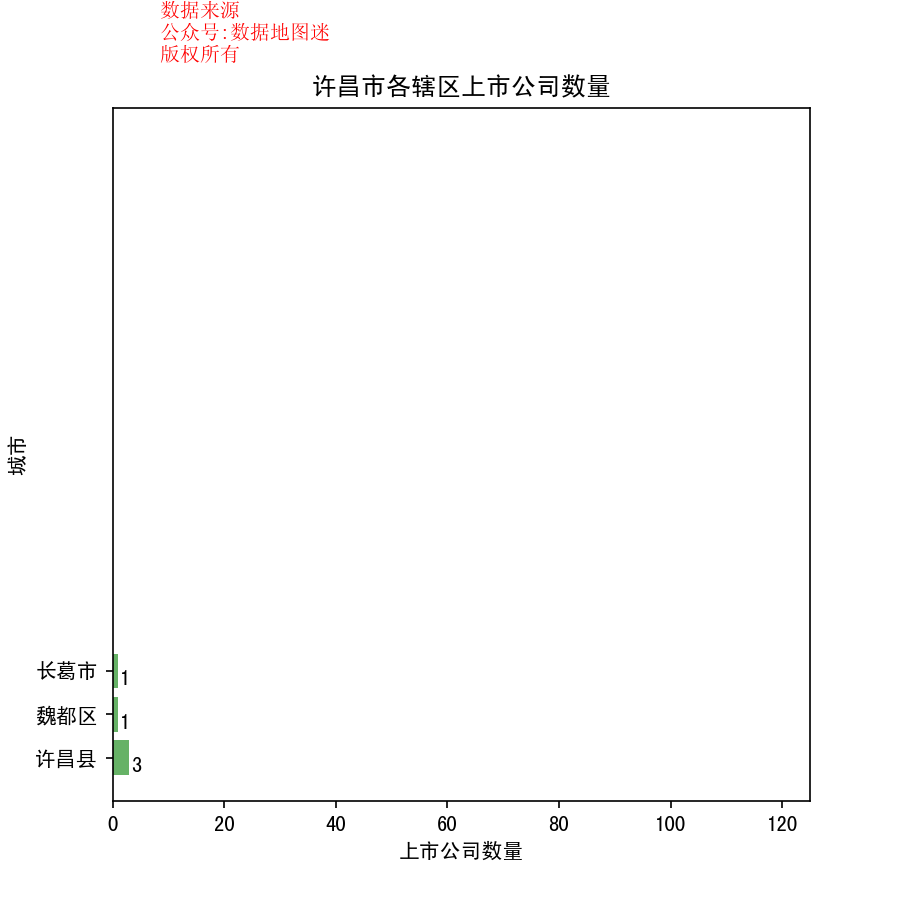 数据来源
公众号:数据地图迷
版权所有
许昌市各辖区上市公司数量
城市
长葛市 1
魏都区 1
许昌县 3
0 20 40 60 80 100 120
上市公司数量